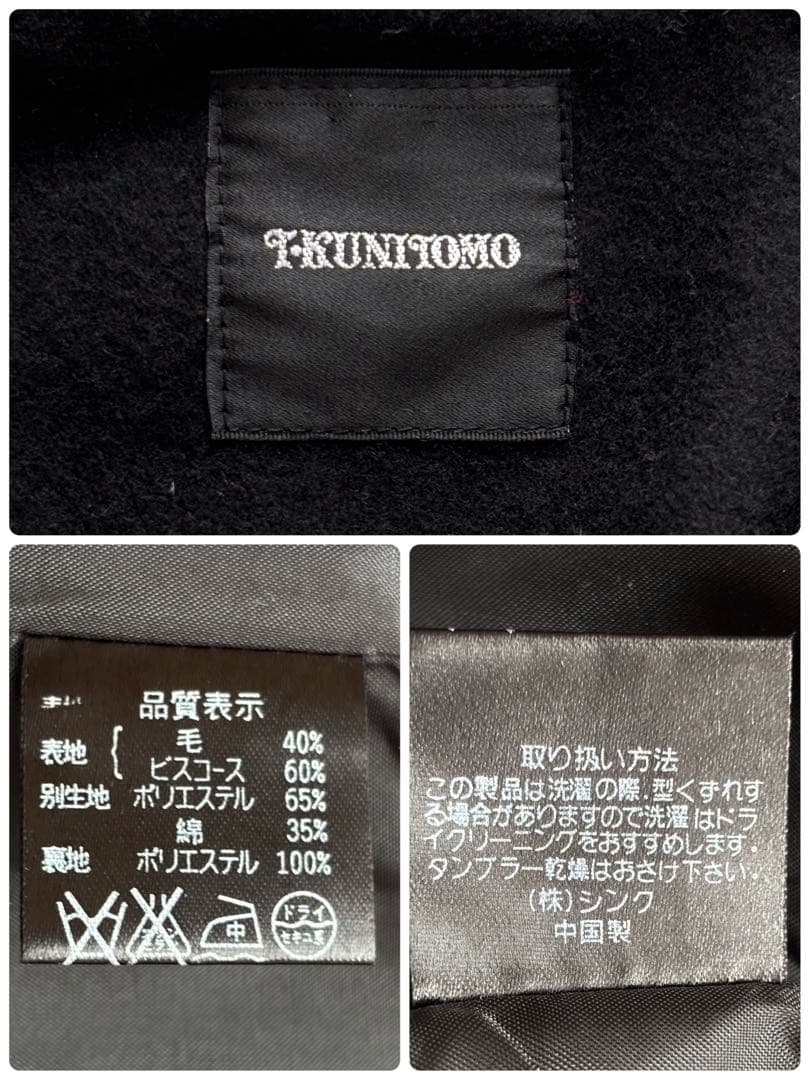 T·KUNITOMO
品質表示
表地 { 毛 40%
ビスコース 60%
別生地 ポリエステル 65%
綿 35%
裏地 ポリエステル 100%
中 ドライ
セキユ系
取り扱い方法
この製品は洗濯の際.型くずれす
る場合がありますので洗濯はドラ
イクリーニングをおすすめします.
タンブラー乾燥はおさけ下さい.
(株)シンク
中国製